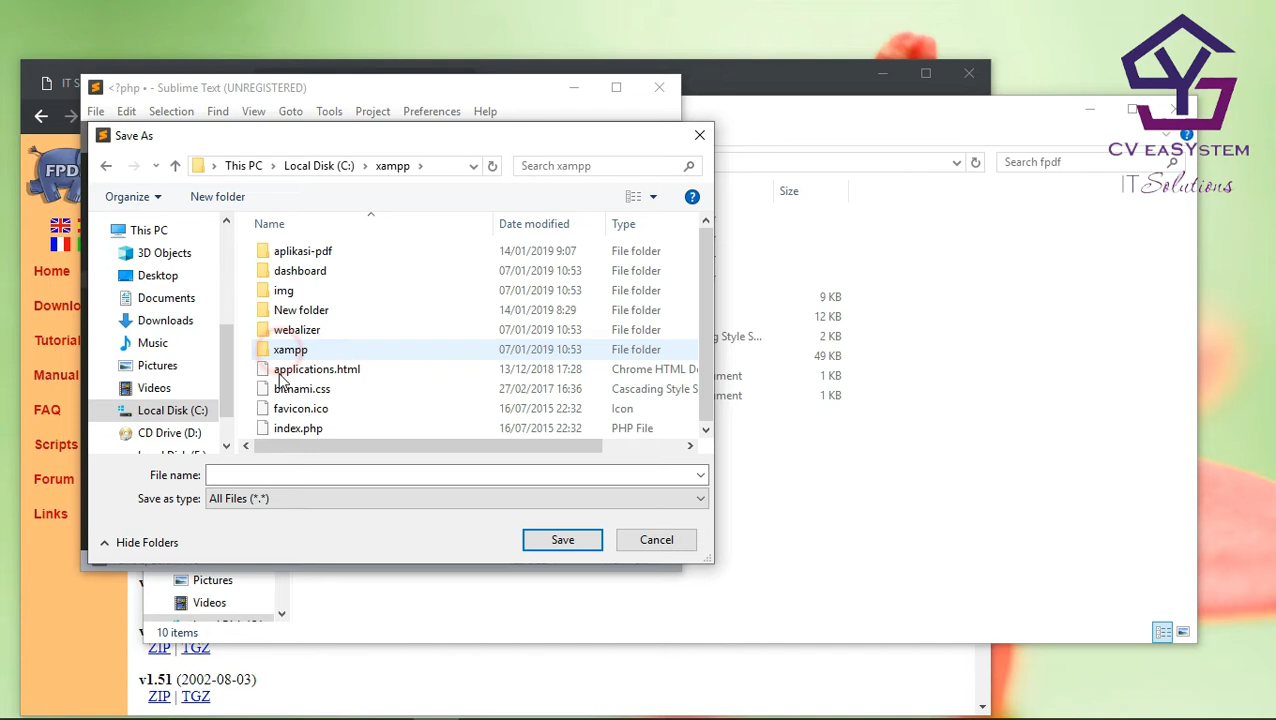 IT S
<?php • - Sublime Text (UNREGISTERED)
File Edit Selection Find View Goto Tools Project Preferences Help
Save As
This PC > Local Disk (C:) > xampp >
Search xampp
Search fpdf
Organize
New folder
Name Date modified Type
Size
This PC
3D Objects
Desktop
Documents
Downloads
Music
Pictures
Videos
Local Disk (C:)
CD Drive (D:)
aplikasi-pdf 14/01/2019 9:07 File folder
dashboard 07/01/2019 10:53 File folder
img 07/01/2019 10:53 File folder
New folder 14/01/2019 8:29 File folder
webalizer 07/01/2019 10:53 File folder
xampp 07/01/2019 10:53 File folder
applications.html 13/12/2018 17:28 Chrome HTML Do
bitnami.css 27/02/2017 16:36 Cascading Style S
favicon.ico 16/07/2015 22:32 Icon
index.php 16/07/2015 22:32 PHP File
9 KB
12 KB
ng Style S... 2 KB
49 KB
ument 1 KB
ument 1 KB
File name:
Save as type: All Files (*.*)
Hide Folders
Save
Cancel
FPD
Home
Downlo
Tutorial
Manual
FAQ
Scripts
Forum
Links
Pictures
Videos
10 items
ZIP | TGZ
v1.51 (2002-08-03)
ZIP | TGZ
CV eaSYstem
IT Solutions